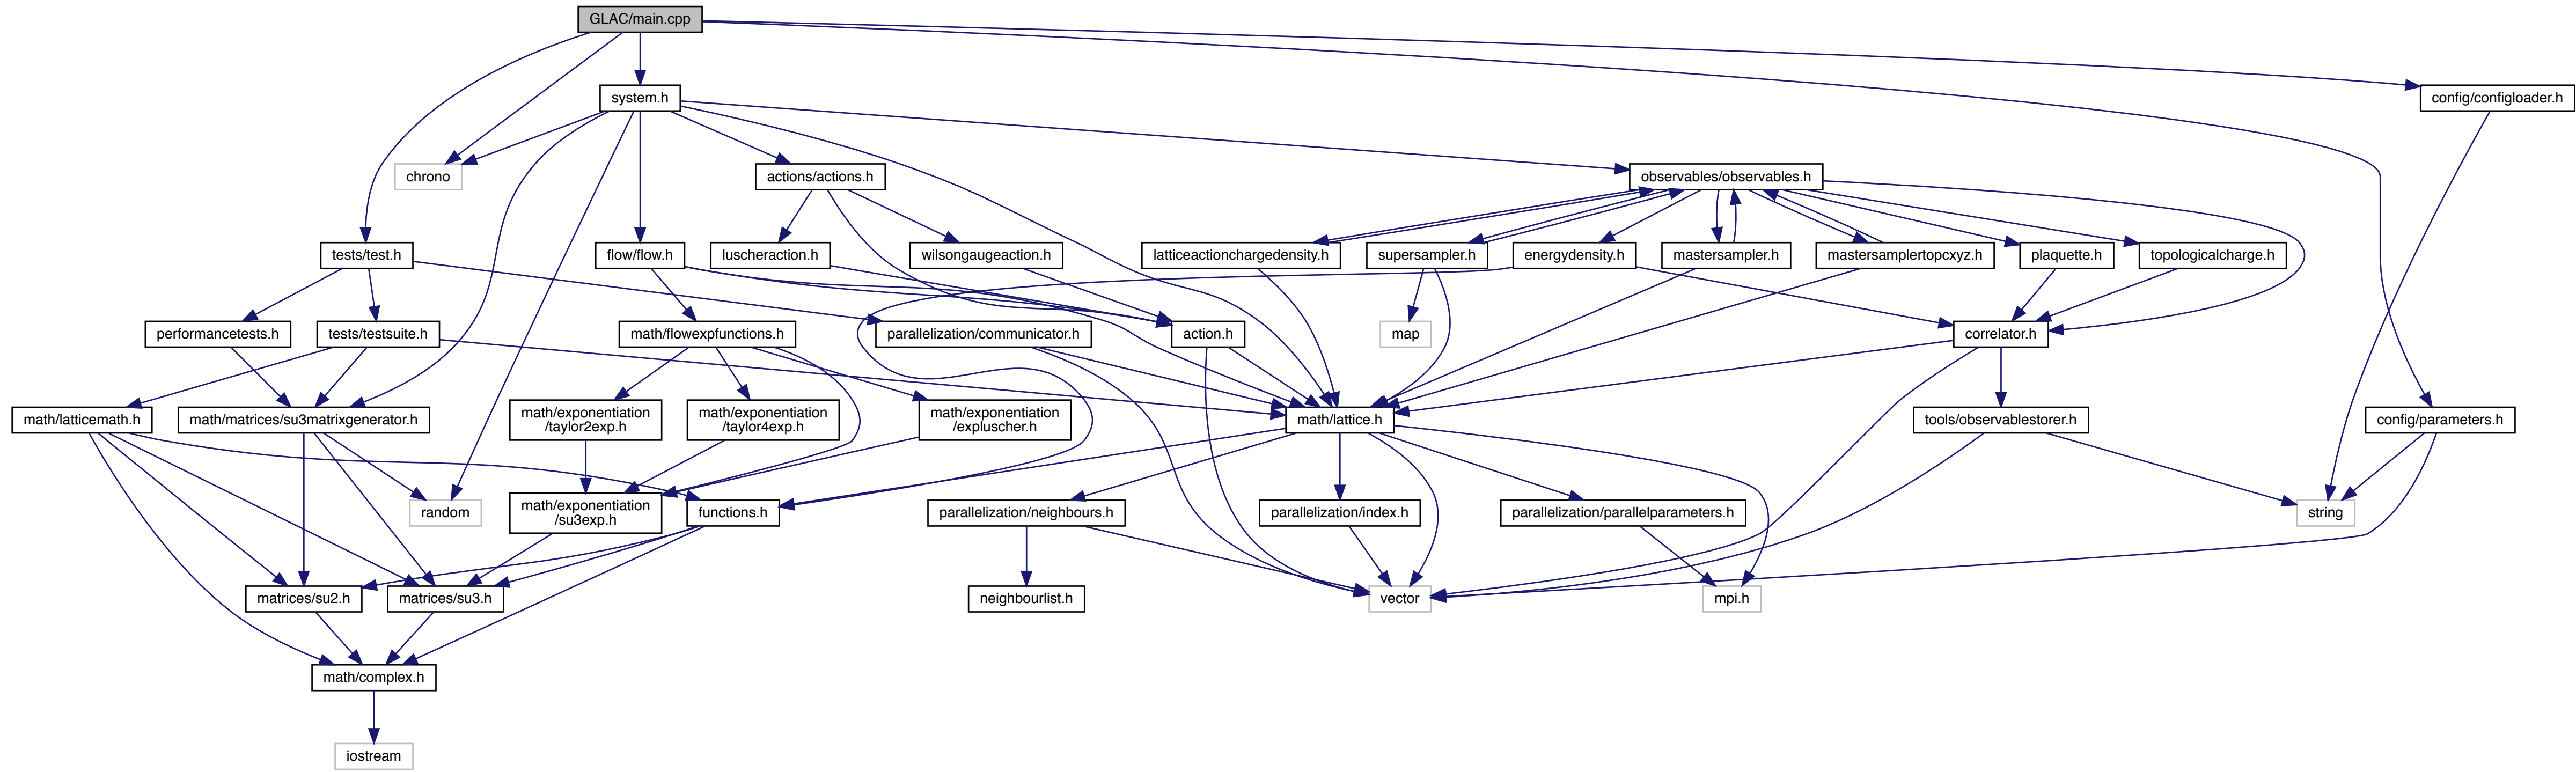 GLAC/main.cpp
system.h
config/configloader.h
chrono
actions/actions.h
observables/observables.h
tests/test.h
flow/flow.h
luscheraction.h
wilsongaugeaction.h
latticeactionchargedensity.h
supersampler.h
energydensity.h
mastersampler.h
mastersamplertopcxyz.h
plaquette.h
topologicalcharge.h
performancetests.h
tests/testsuite.h
math/flowexpfunctions.h
parallelization/communicator.h
action.h
map
correlator.h
math/latticemath.h
math/matrices/su3matrixgenerator.h
math/exponentiation
/taylor2exp.h
math/exponentiation
/taylor4exp.h
math/exponentiation
/expluscher.h
math/lattice.h
tools/observablestorer.h
config/parameters.h
random
math/exponentiation
/su3exp.h
functions.h
parallelization/neighbours.h
parallelization/index.h
parallelization/parallelparameters.h
string
matrices/su2.h
matrices/su3.h
neighbourlist.h
vector
mpi.h
math/complex.h
iostream